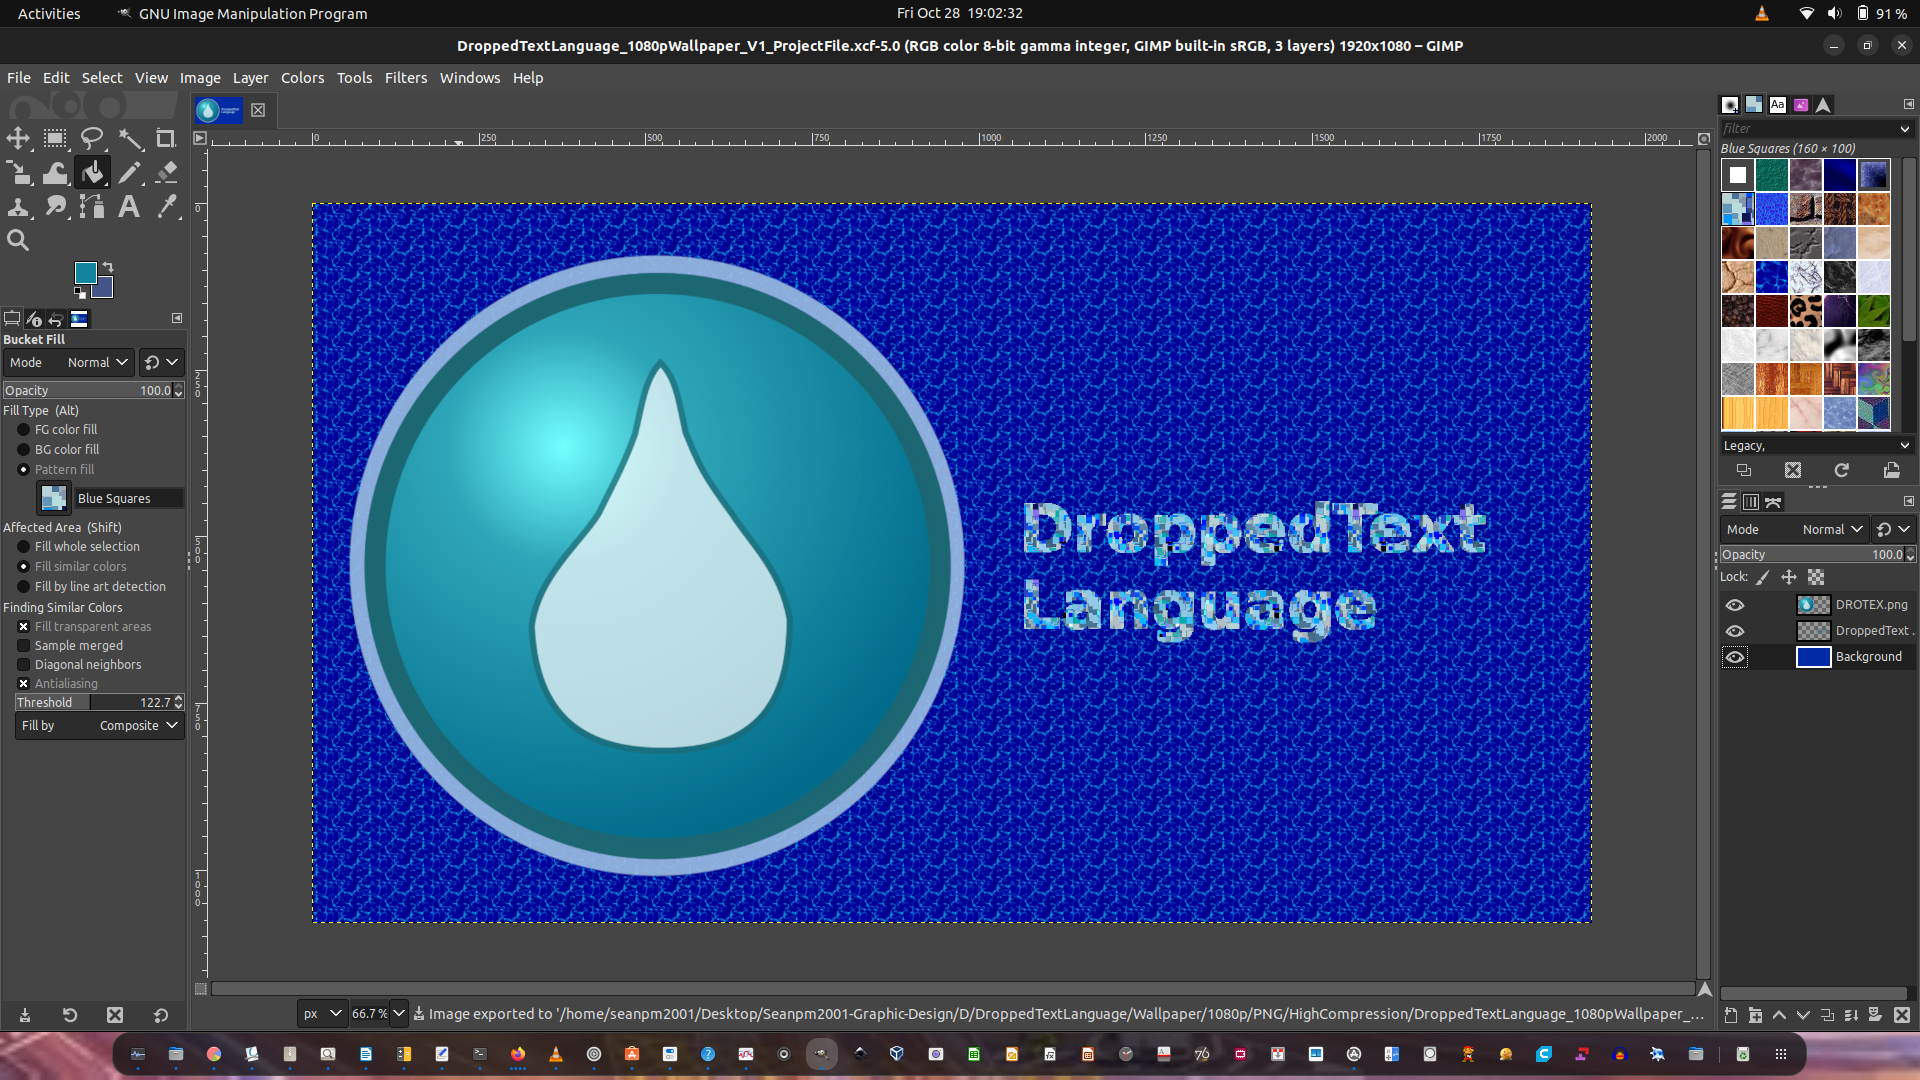 Activities
GNU Image Manipulation Program
Fri Oct 28 19:02:32
91 %
DroppedTextLanguage_1080pWallpaper_V1_ProjectFile.xcf-5.0 (RGB color 8-bit gamma integer, GIMP built-in sRGB, 3 layers) 1920x1080 – GIMP
File Edit Select View Image Layer Colors Tools Filters Windows Help
Aa
filter
0 250 500 750 1000 1250 1500 1750 2000
Blue Squares (160 × 100)
0
250
500
750
1000
Bucket Fill
Mode Normal
Opacity 100.0
Fill Type (Alt)
FG color fill
BG color fill
Pattern fill
Blue Squares
Affected Area (Shift)
Fill whole selection
Fill similar colors
Fill by line art detection
Finding Similar Colors
Fill transparent areas
Sample merged
Diagonal neighbors
Antialiasing
Threshold 122.7
Fill by Composite
DroppedText
Language
Legacy,
Mode Normal
Opacity 100.0
Lock:
DROTEX.png
DroppedText .
Background
px
66.7 %
Image exported to '/home/seanpm2001/Desktop/Seanpm2001-Graphic-Design/D/DroppedTextLanguage/Wallpaper/1080p/PNG/HighCompression/DroppedTextLanguage_1080pWallpaper_...
76